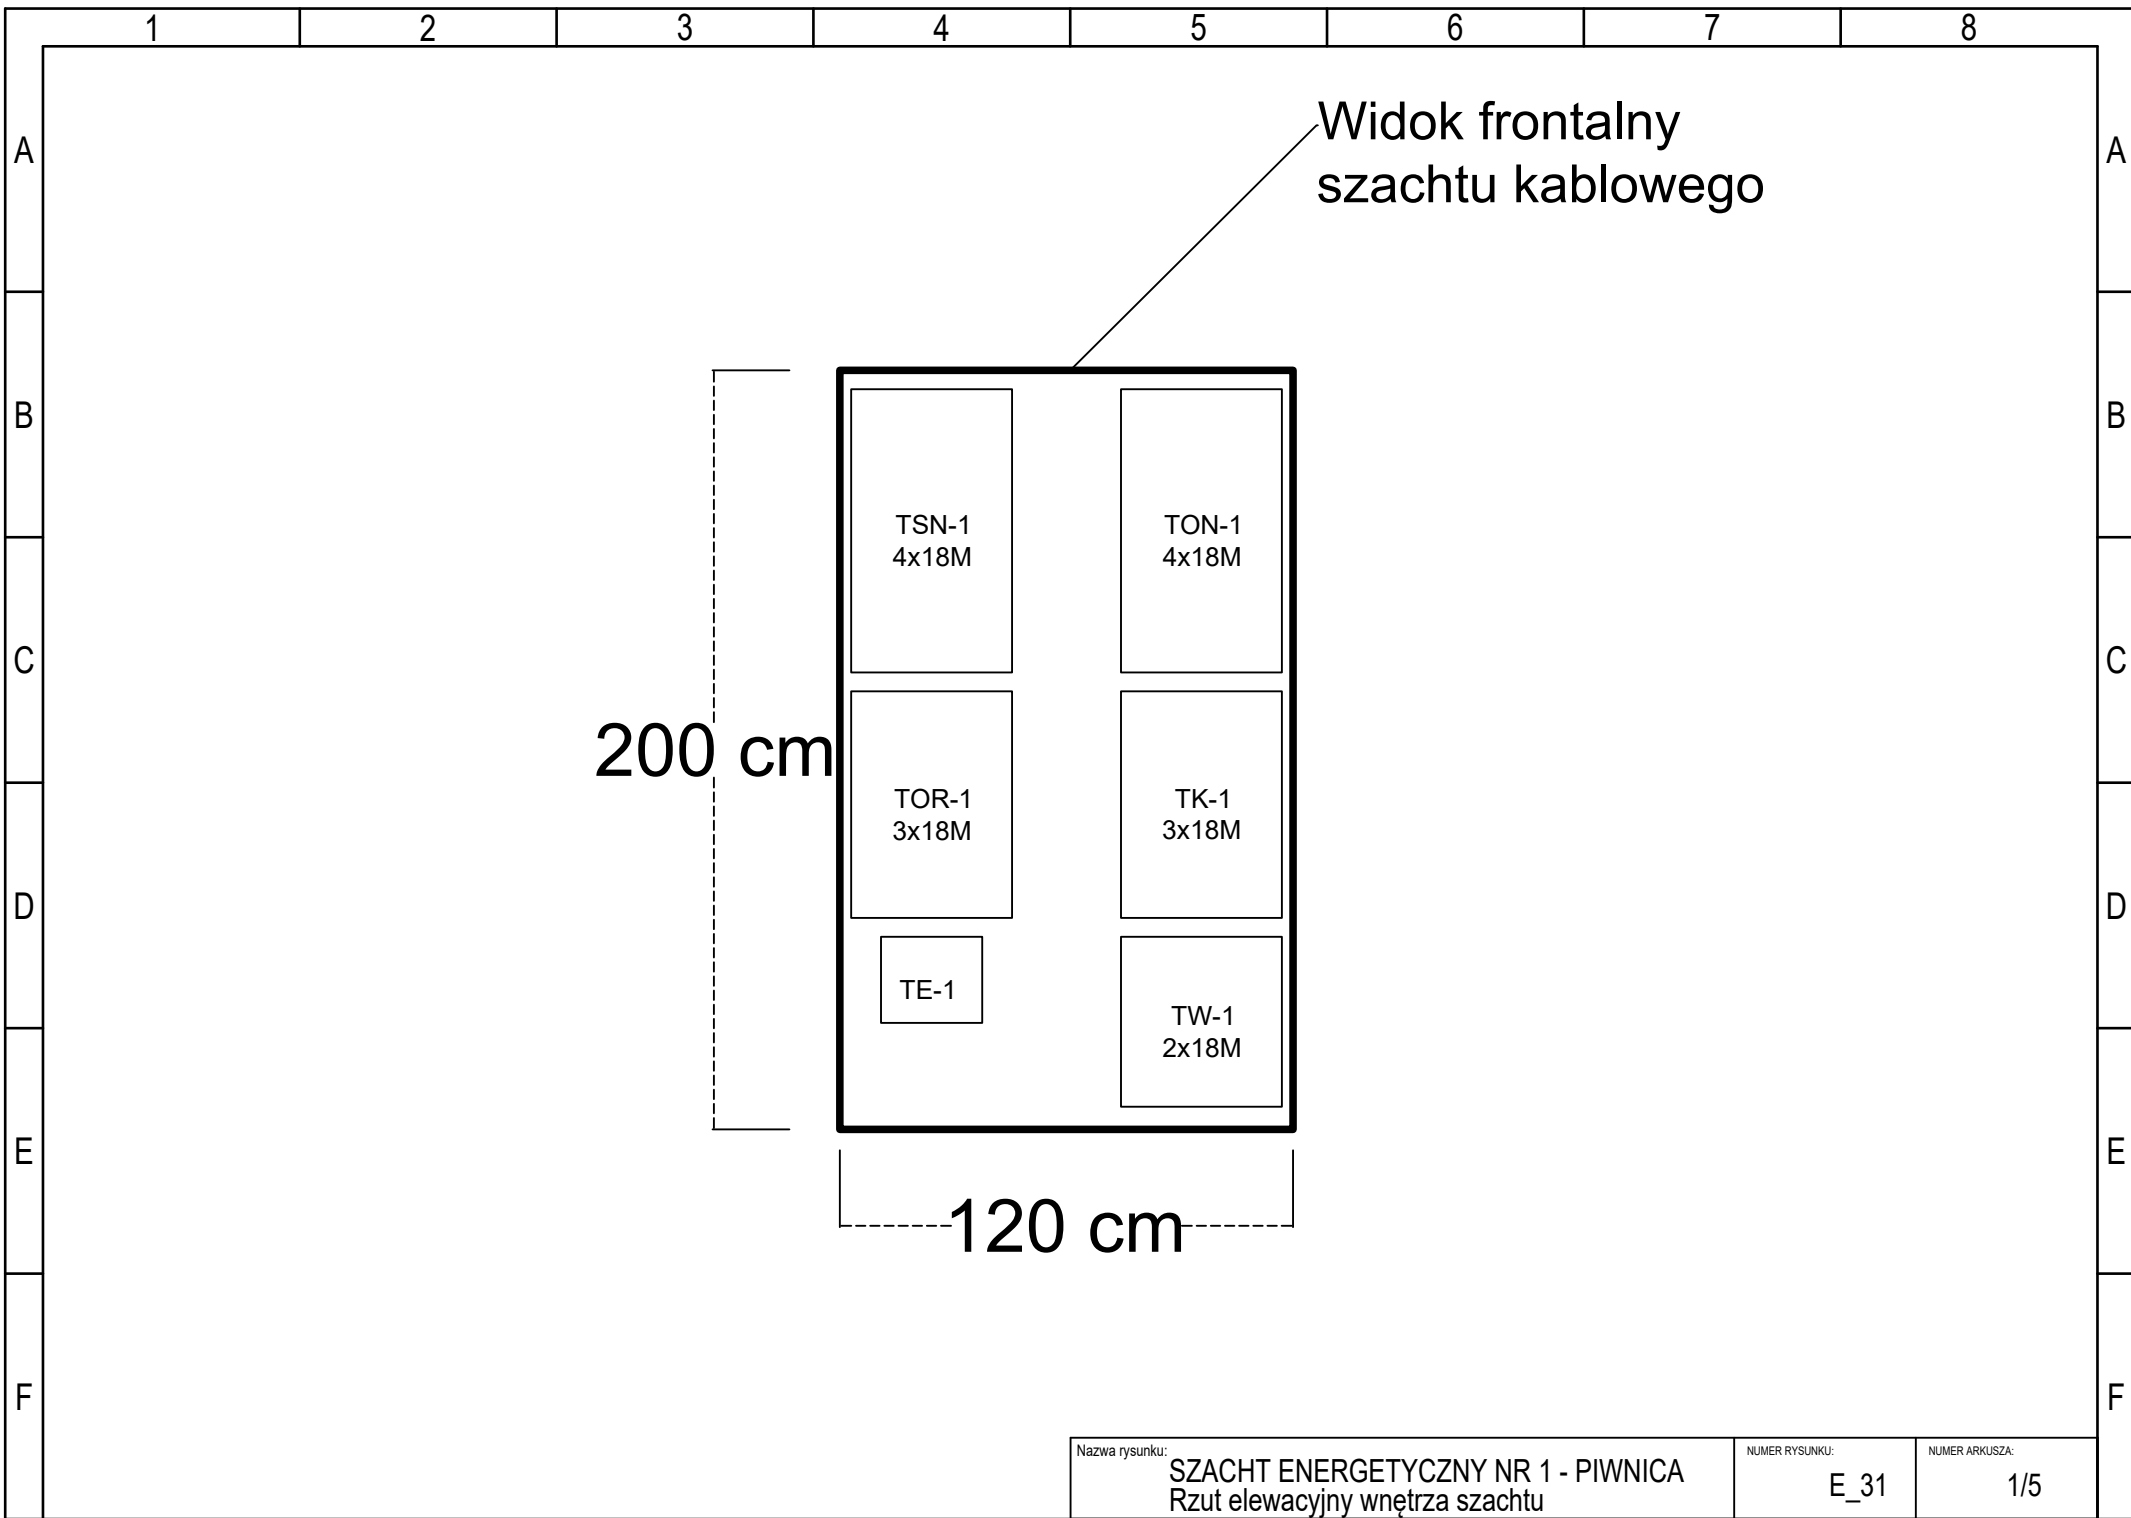 1 2 3 4 5 6 7 8
A A
Widok frontalny
szachtu kablowego
B B
TSN-1
4x18M
TON-1
4x18M
C C
200 cm
TOR-1
3x18M
TK-1
3x18M
D D
TE-1
TW-1
2x18M
E E
120 cm
F F
Nazwa rysunku:
SZACHT ENERGETYCZNY NR 1 - PIWNICA
Rzut elewacyjny wnętrza szachtu
NUMER RYSUNKU:
E_31
NUMER ARKUSZA:
1/5